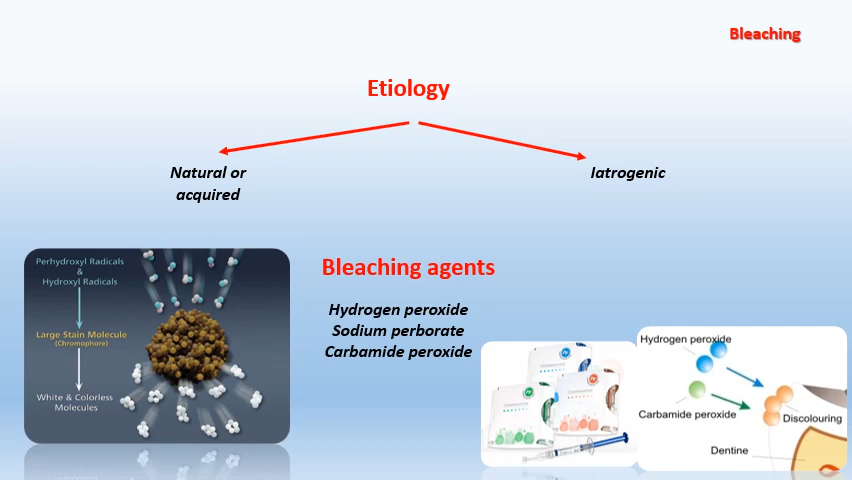 Bleaching
Etiology
Natural or
acquired
Iatrogenic
Perhydroxyl Radicals
&
Hydroxyl Radicals
Large Stain Molecule
(Chromophore)
White & Colorless
Molecules
Bleaching agents
Hydrogen peroxide
Sodium perborate
Carbamide peroxide
Hydrogen peroxide
Carbamide peroxide
Discolouring
Dentine